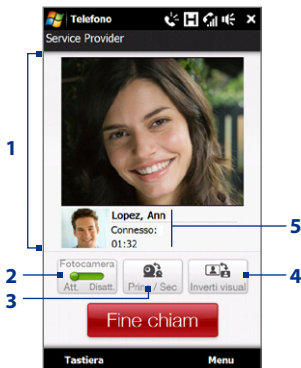 Telefono
Service Provider
1
Lopez, Ann
Connesso:
01:32
5
Fotocamera
Att. Disatt.
Prim / Sec
Inverti visual
2
3
4
Fine chiam
Tastiera Menu